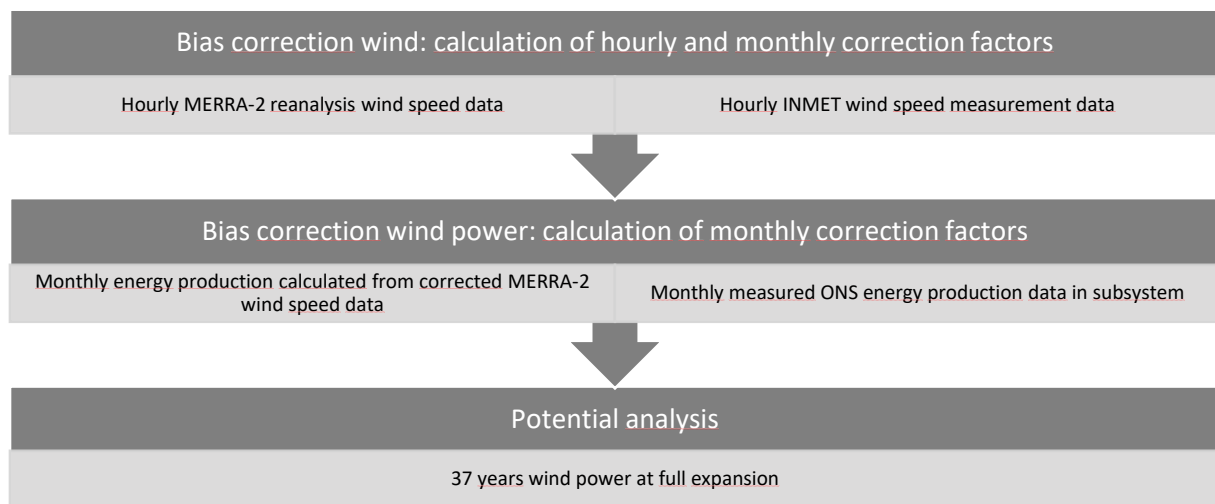 Bias correction wind: calculation of hourly and monthly correction factors
Hourly MERRA-2 reanalysis wind speed data
Hourly INMET wind speed measurement data
Bias correction wind power: calculation of monthly correction factors
Monthly energy production calculated from corrected MERRA-2
wind speed data
Monthly measured ONS energy production data in subsystem
Potential analysis
37 years wind power at full expansion